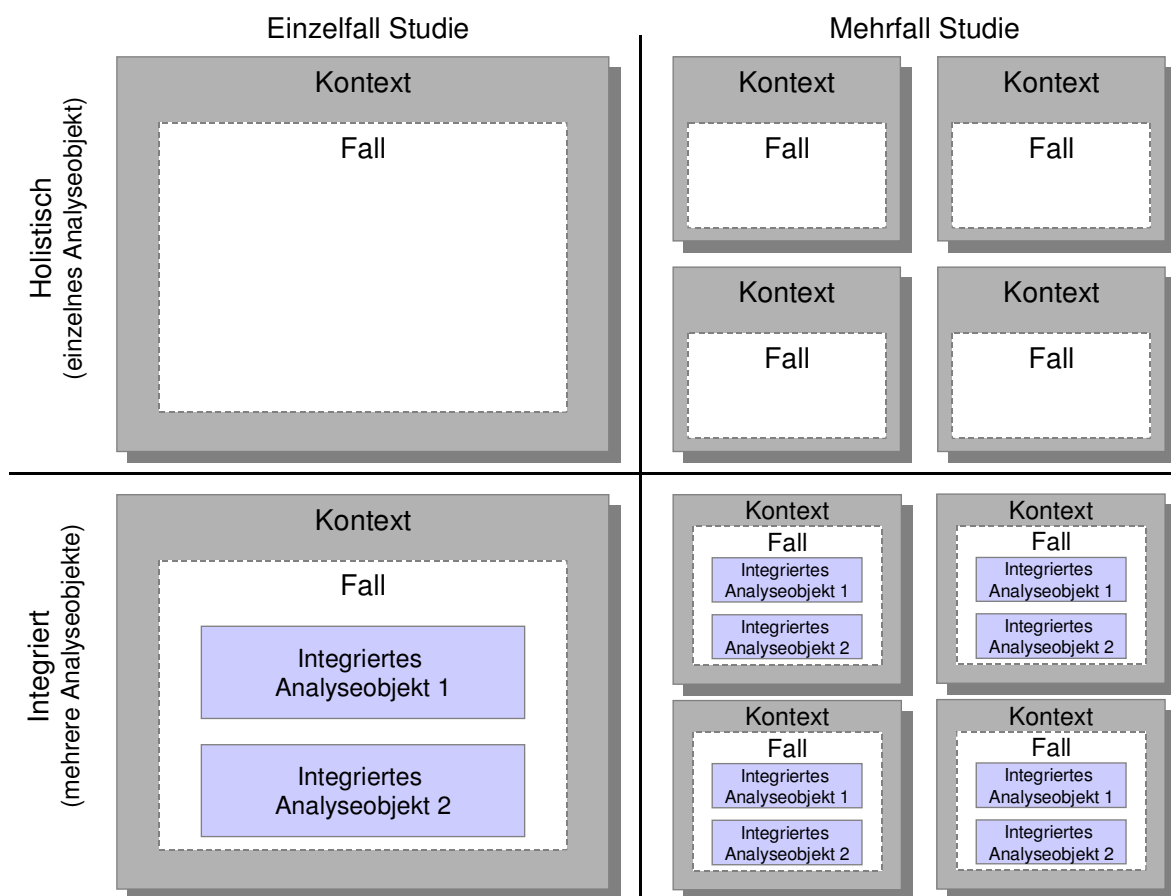 Einzelfall Studie
Mehrfall Studie
Holistisch
(einzelnes Analyseobjekt)
Kontext
Fall
Kontext
Fall
Kontext
Fall
Kontext
Fall
Kontext
Fall
Integriert
(mehrere Analyseobjekte)
Kontext
Fall
Integriertes
Analyseobjekt 1
Integriertes
Analyseobjekt 2
Kontext
Fall
Integriertes
Analyseobjekt 1
Integriertes
Analyseobjekt 2
Kontext
Fall
Integriertes
Analyseobjekt 1
Integriertes
Analyseobjekt 2
Kontext
Fall
Integriertes
Analyseobjekt 1
Integriertes
Analyseobjekt 2
Kontext
Fall
Integriertes
Analyseobjekt 1
Integriertes
Analyseobjekt 2